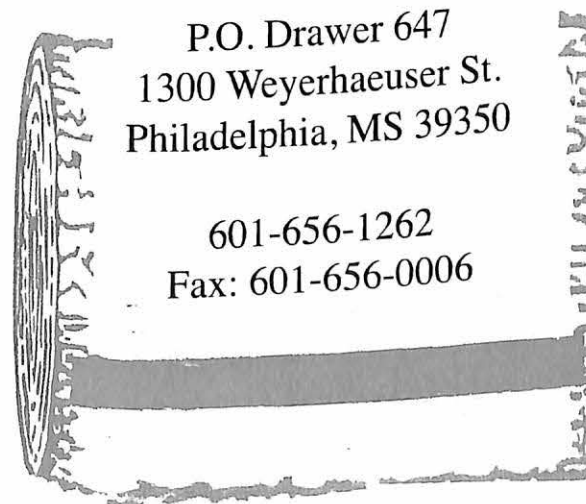 P.O. Drawer 647
1300 Weyerhaeuser St.
Philadelphia, MS 39350
601-656-1262
Fax: 601-656-0006